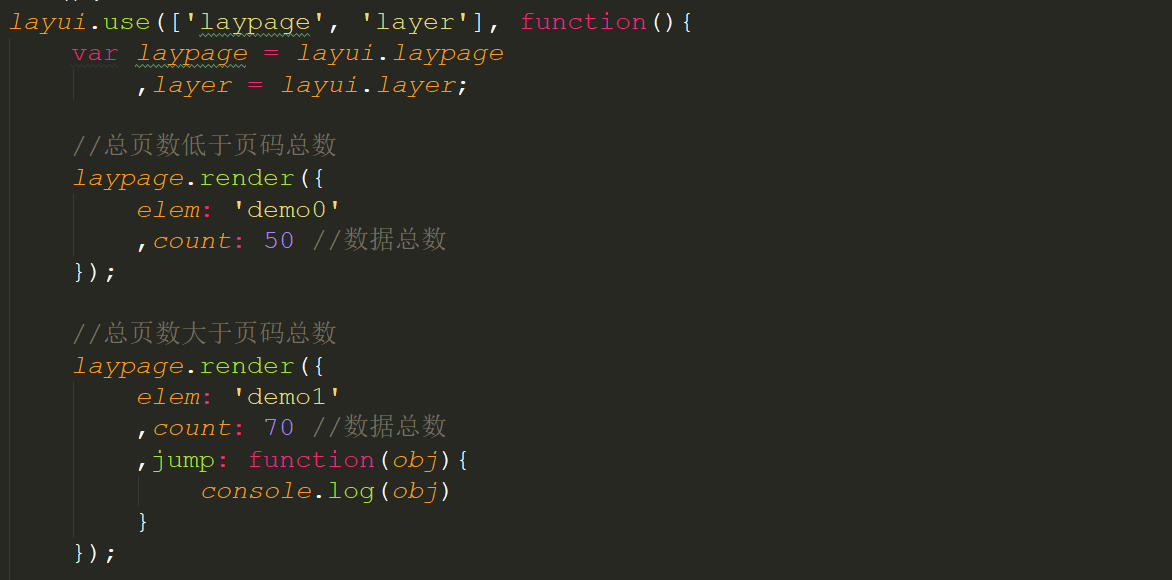 layui.use(['laypage', 'layer'], function(){
var laypage = layui.laypage
,layer = layui.layer;
//总页数低于页码总数
laypage.render({
elem: 'demo0'
,count: 50 //数据总数
});
//总页数大于页码总数
laypage.render({
elem: 'demo1'
,count: 70 //数据总数
,jump: function(obj){
console.log(obj)
}
});